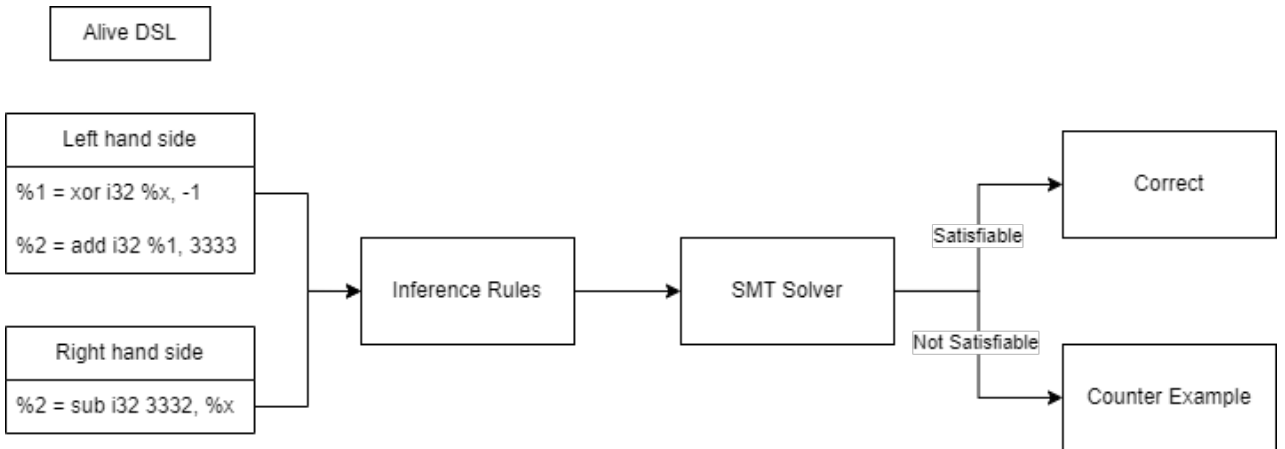 Alive DSL
Left hand side
%1 = xor i32 %x, -1
%2 = add i32 %1, 3333
Right hand side
%2 = sub i32 3332, %x
Inference Rules
SMT Solver
Satisfiable
Not Satisfiable
Correct
Counter Example